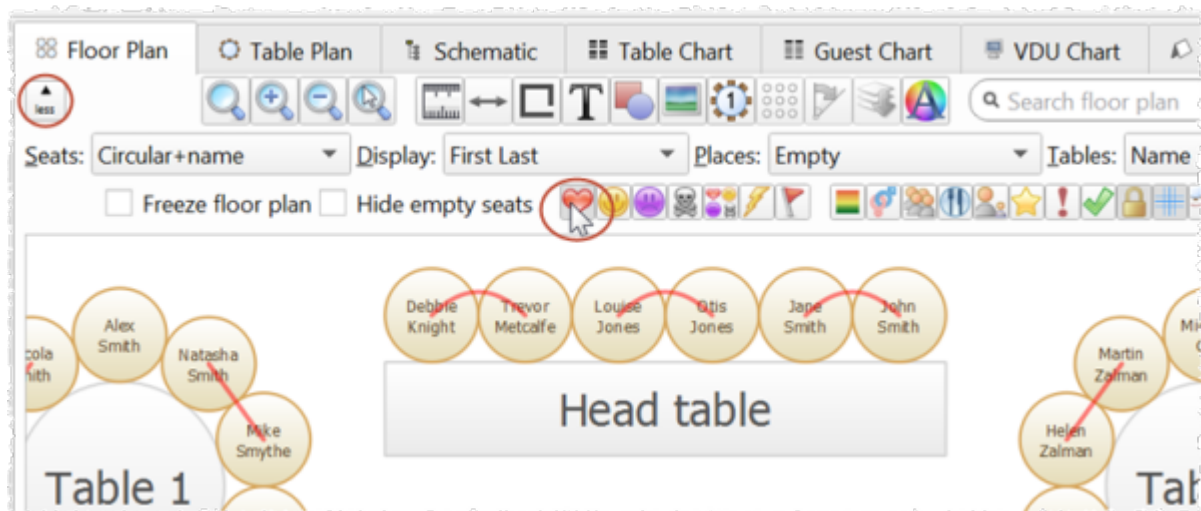 Floor Plan Table Plan Schematic Table Chart Guest Chart VDU Chart
less T 1 A Search floor plan
Seats: Circular+name Display: First Last Places: Empty Tables: Name
Freeze floor plan Hide empty seats
Debbie
Knight
Trevor
Metcalfe
Louise
Jones
Otis
Jones
Jane
Smith
John
Smith
Alex
Smith
Natasha
Smith
Mike
Smythe
Martin
Zalman
Helen
Zalman
Head table
Table 1